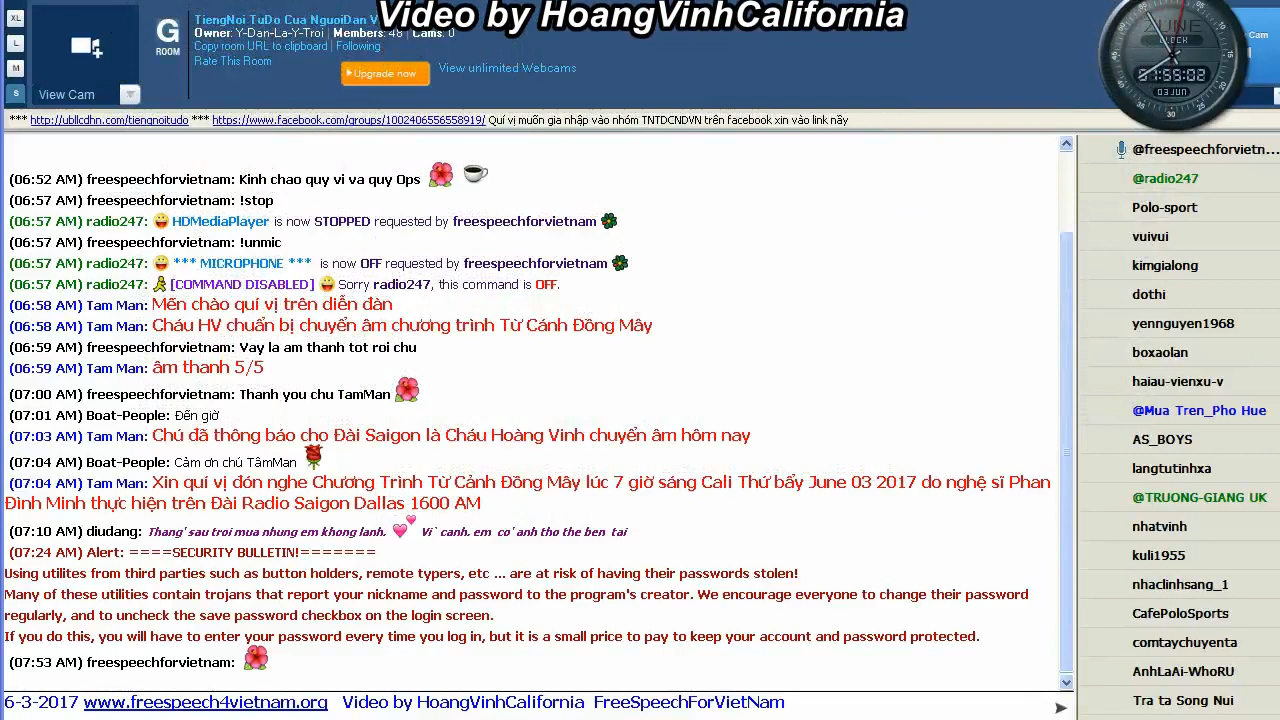 Video by HoangVinhCalifornia
XL
L
M
S
View Cam
G
ROOM
TiengNoi TuDo Cua NguoiDan V
Owner: Y-Dan-La-Y-Troi | Members: 48 | Cams: 0
Copy room URL to clipboard | Following
Rate This Room
Upgrade now
View unlimited Webcams
XUNE
CLOCK
07:55:02
03 JUN
Cam
*** http://ubllcdhn.com/tiengnoitudo *** https://www.facebook.com/groups/1002406556558919/ Quí vị muốn gia nhập vào nhóm TNTDCNDVN trên facebook xin vào link nầy
(06:52 AM) freespeechforvietnam: Kinh chao quy vi va quy Ops
(06:57 AM) freespeechforvietnam: !stop
(06:57 AM) radio247: HDMediaPlayer is now STOPPED requested by freespeechforvietnam
(06:57 AM) freespeechforvietnam: !unmic
(06:57 AM) radio247: *** MICROPHONE *** is now OFF requested by freespeechforvietnam
(06:57 AM) radio247: [COMMAND DISABLED] Sorry radio247, this command is OFF.
(06:58 AM) Tam Man: Mến chào quí vị trên diễn đàn
(06:58 AM) Tam Man: Cháu HV chuẩn bị chuyển âm chương trình Từ Cánh Đồng Mây
(06:59 AM) freespeechforvietnam: Vay la am thanh tot roi chu
(06:59 AM) Tam Man: âm thanh 5/5
(07:00 AM) freespeechforvietnam: Thank you chu TamMan
(07:01 AM) Boat-People: Đến giờ
(07:03 AM) Tam Man: Chú đã thông báo cho Đài Saigon là Cháu Hoàng Vinh chuyển âm hôm nay
(07:04 AM) Boat-People: Cảm ơn chú TâmMan
(07:04 AM) Tam Man: Xin quí vị đón nghe Chương Trình Từ Cánh Đồng Mây lúc 7 giờ sáng Cali Thứ bẩy June 03 2017 do nghệ sĩ Phan
Đình Minh thực hiện trên Đài Radio Saigon Dallas 1600 AM
(07:10 AM) diudang: Thang' sau troi mua nhung em khong lanh. Vi` canh, em co' anh tho the ben tai
(07:24 AM) Alert: ====SECURITY BULLETIN!=======
Using utilites from third parties such as button holders, remote typers, etc ... are at risk of having their passwords stolen!
Many of these utilities contain trojans that report your nickname and password to the program's creator. We encourage everyone to change their password
regularly, and to uncheck the save password checkbox on the login screen.
If you do this, you will have to enter your password every time you log in, but it is a small price to pay to keep your account and password protected.
(07:53 AM) freespeechforvietnam:
6-3-2017 www.freespeech4vietnam.org Video by HoangVinhCalifornia FreeSpeechForVietNam
@freespeechforvietn...
@radio247
Polo-sport
vuivui
kimgialong
dothi
yennguyen1968
boxaolan
haiau-vienxu-v
@Mua Tren_Pho Hue
AS_BOYS
langtutinhxa
@TRUONG-GIANG UK
nhatvinh
kuli1955
nhaclinhsang_1
CafePoloSports
comtaychuyenta
AnhLaAi-WhoRU
Tra ta Song Nui